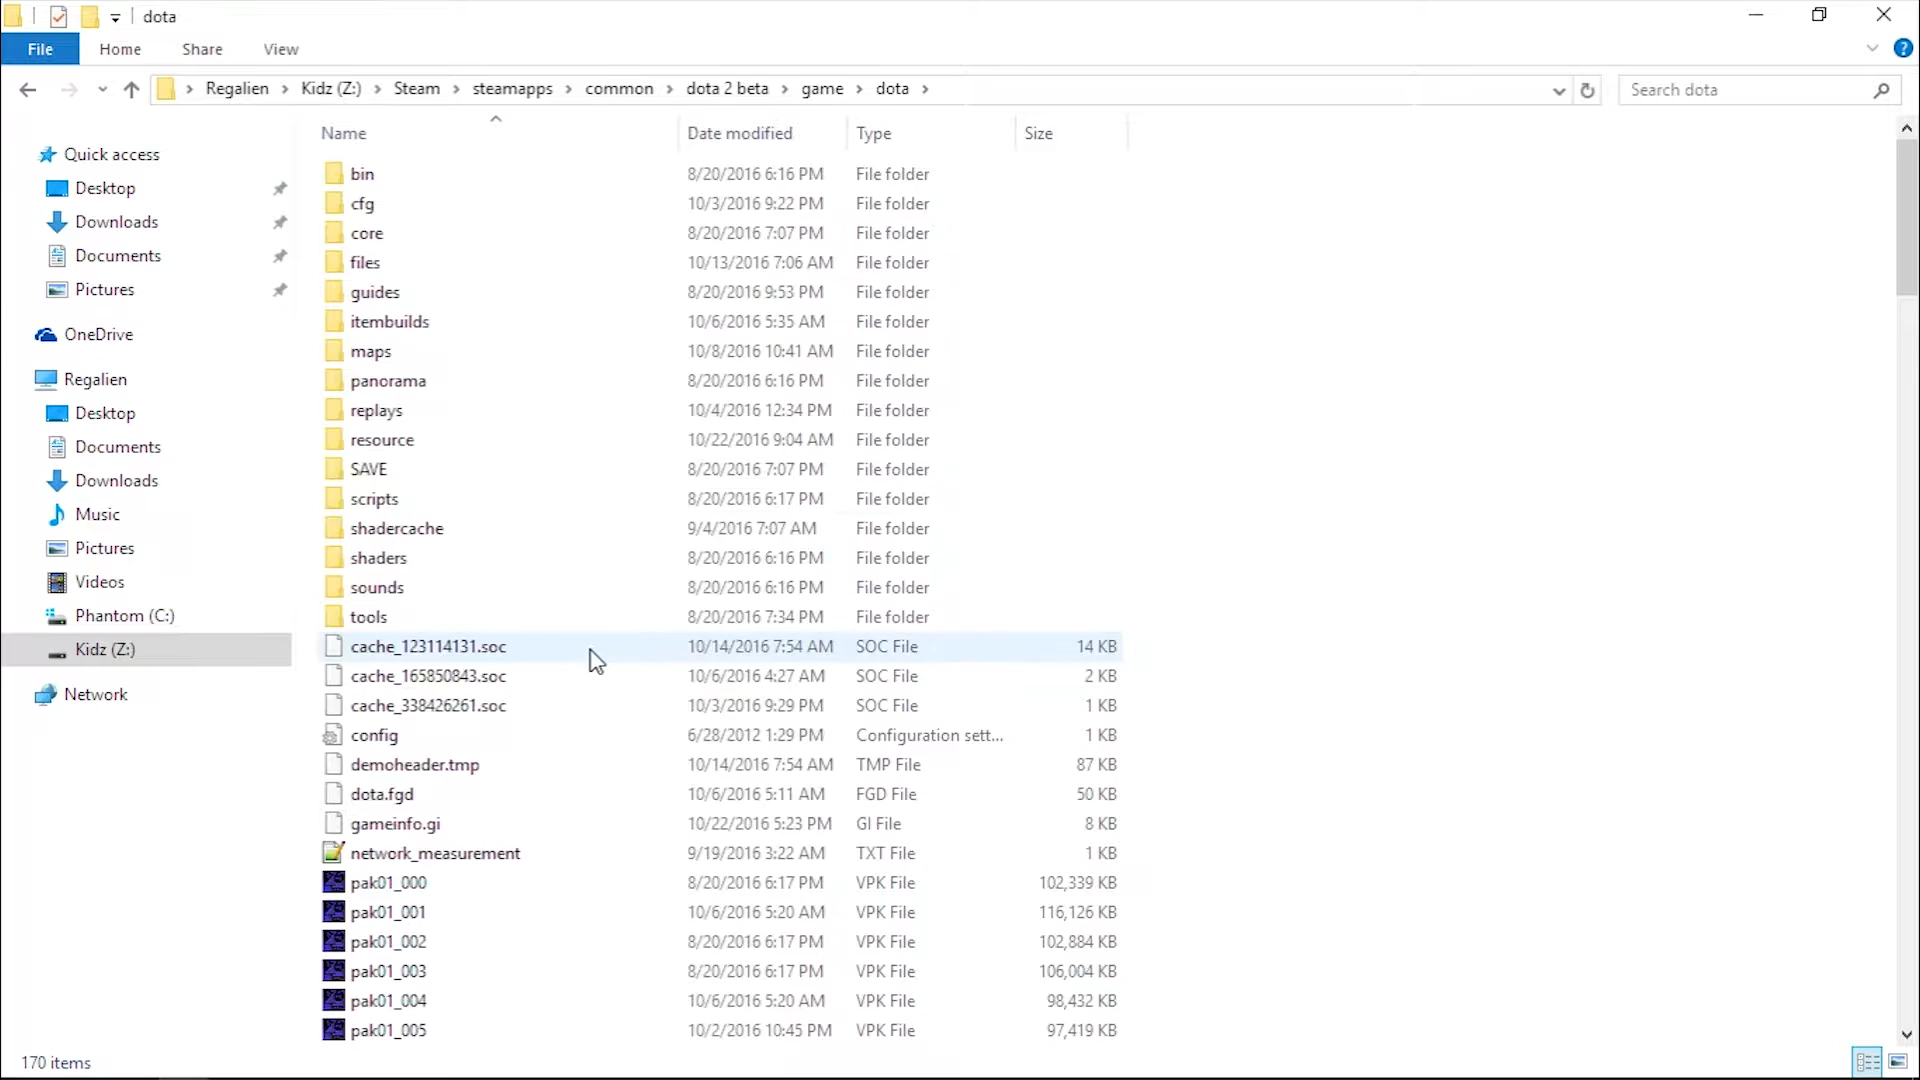 dota
File Home Share View
Regalien Kidz (Z:) Steam steamapps common dota 2 beta game dota Search dota
Name Date modified Type Size
Quick access
Desktop
Downloads
Documents
Pictures
OneDrive
Regalien
Desktop
Documents
Downloads
Music
Pictures
Videos
Phantom (C:)
Kidz (Z:)
Network
bin 8/20/2016 6:16 PM File folder
cfg 10/3/2016 9:22 PM File folder
core 8/20/2016 7:07 PM File folder
files 10/13/2016 7:06 AM File folder
guides 8/20/2016 9:53 PM File folder
itembuilds 10/6/2016 5:35 AM File folder
maps 10/8/2016 10:41 AM File folder
panorama 8/20/2016 6:16 PM File folder
replays 10/4/2016 12:34 PM File folder
resource 10/22/2016 9:04 AM File folder
SAVE 8/20/2016 7:07 PM File folder
scripts 8/20/2016 6:17 PM File folder
shadercache 9/4/2016 7:07 AM File folder
shaders 8/20/2016 6:16 PM File folder
sounds 8/20/2016 6:16 PM File folder
tools 8/20/2016 7:34 PM File folder
cache_123114131.soc 10/14/2016 7:54 AM SOC File 14 KB
cache_165850843.soc 10/6/2016 4:27 AM SOC File 2 KB
cache_338426261.soc 10/3/2016 9:29 PM SOC File 1 KB
config 6/28/2012 1:29 PM Configuration sett... 1 KB
demoheader.tmp 10/14/2016 7:54 AM TMP File 87 KB
dota.fgd 10/6/2016 5:11 AM FGD File 50 KB
gameinfo.gi 10/22/2016 5:23 PM GI File 8 KB
network_measurement 9/19/2016 3:22 AM TXT File 1 KB
pak01_000 8/20/2016 6:17 PM VPK File 102,339 KB
pak01_001 10/6/2016 5:20 AM VPK File 116,126 KB
pak01_002 8/20/2016 6:17 PM VPK File 102,884 KB
pak01_003 8/20/2016 6:17 PM VPK File 106,004 KB
pak01_004 10/6/2016 5:20 AM VPK File 98,432 KB
pak01_005 10/2/2016 10:45 PM VPK File 97,419 KB
170 items